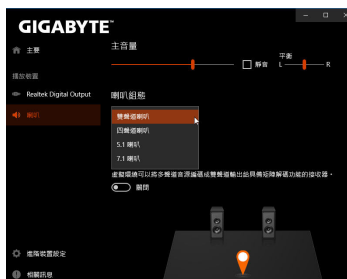 GIGABYTE™
主要
播放裝置
Realtek Digital Output
喇叭
進階裝置設定
相關訊息
主音量
靜音
平衡
L
R
喇叭組態
雙聲道喇叭
四聲道喇叭
5.1 喇叭
7.1 喇叭
虛擬環繞可以將多聲道音源編碼成雙聲道輸出給具備矩陣解碼功能的接收器。
關閉